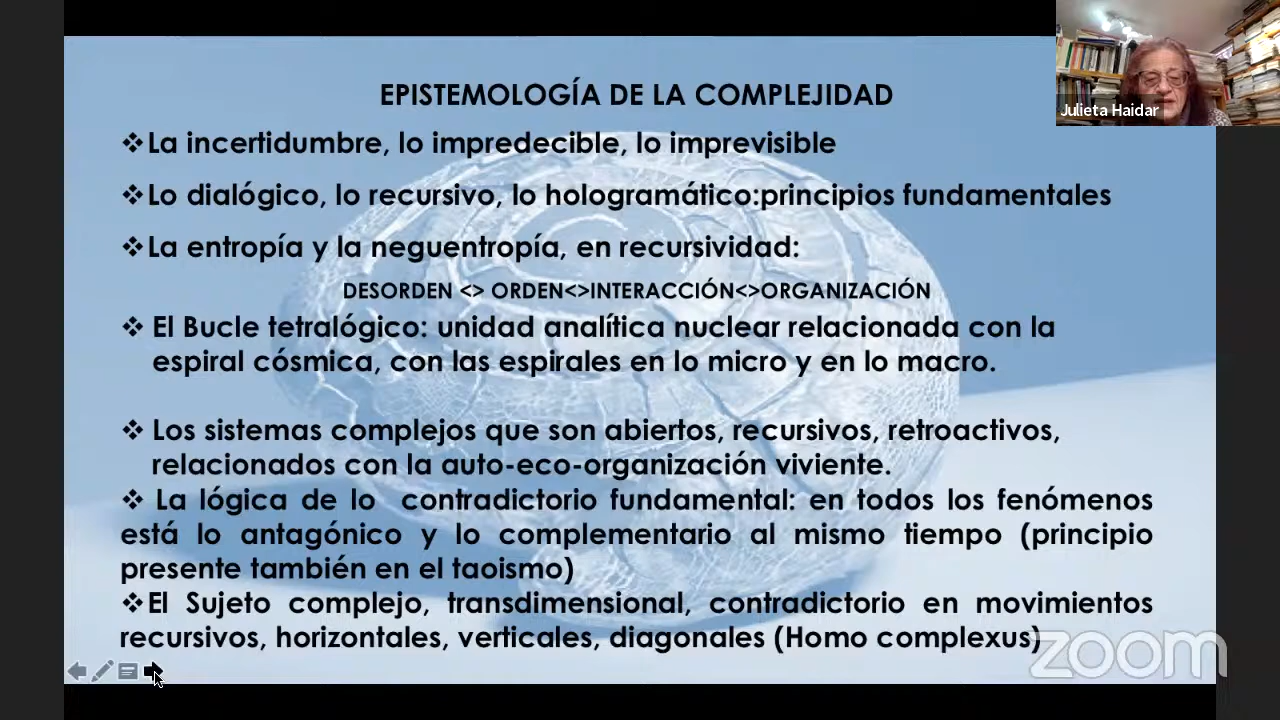 EPISTEMOLOGÍA DE LA COMPLEJIDAD
Julieta Haidar
❖La incertidumbre, lo impredecible, lo imprevisible
❖Lo dialógico, lo recursivo, lo hologramático:principios fundamentales
❖La entropía y la neguentropía, en recursividad:
DESORDEN <> ORDEN<>INTERACCIÓN<>ORGANIZACIÓN
❖ El Bucle tetralógico: unidad analítica nuclear relacionada con la
espiral cósmica, con las espirales en lo micro y en lo macro.
❖ Los sistemas complejos que son abiertos, recursivos, retroactivos,
relacionados con la auto-eco-organización viviente.
❖ La lógica de lo contradictorio fundamental: en todos los fenómenos
está lo antagónico y lo complementario al mismo tiempo (principio
presente también en el taoismo)
❖El Sujeto complejo, transdimensional, contradictorio en movimientos
recursivos, horizontales, verticales, diagonales (Homo complexus)
zoom